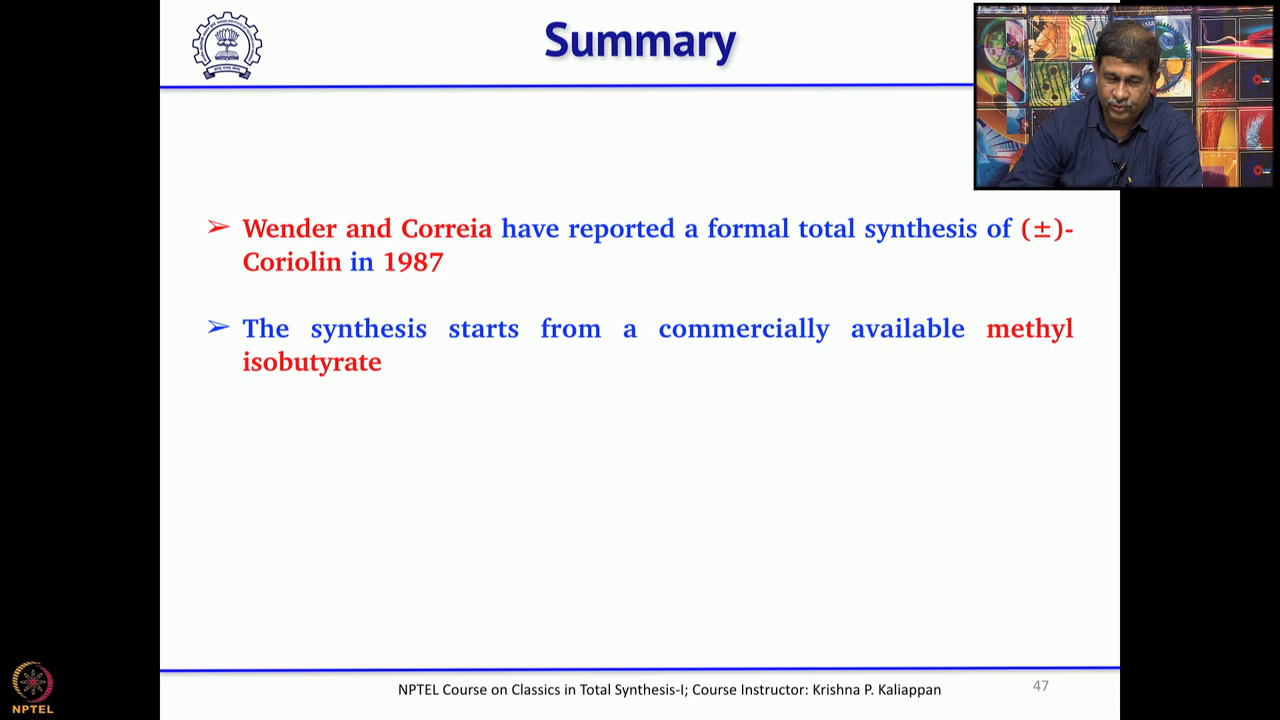 Summary
➢ Wender and Correia have reported a formal total synthesis of (±)-
Coriolin in 1987
➢ The synthesis starts from a commercially available methyl
isobutyrate
NPTEL Course on Classics in Total Synthesis-I; Course Instructor: Krishna P. Kaliappan
47
NPTEL